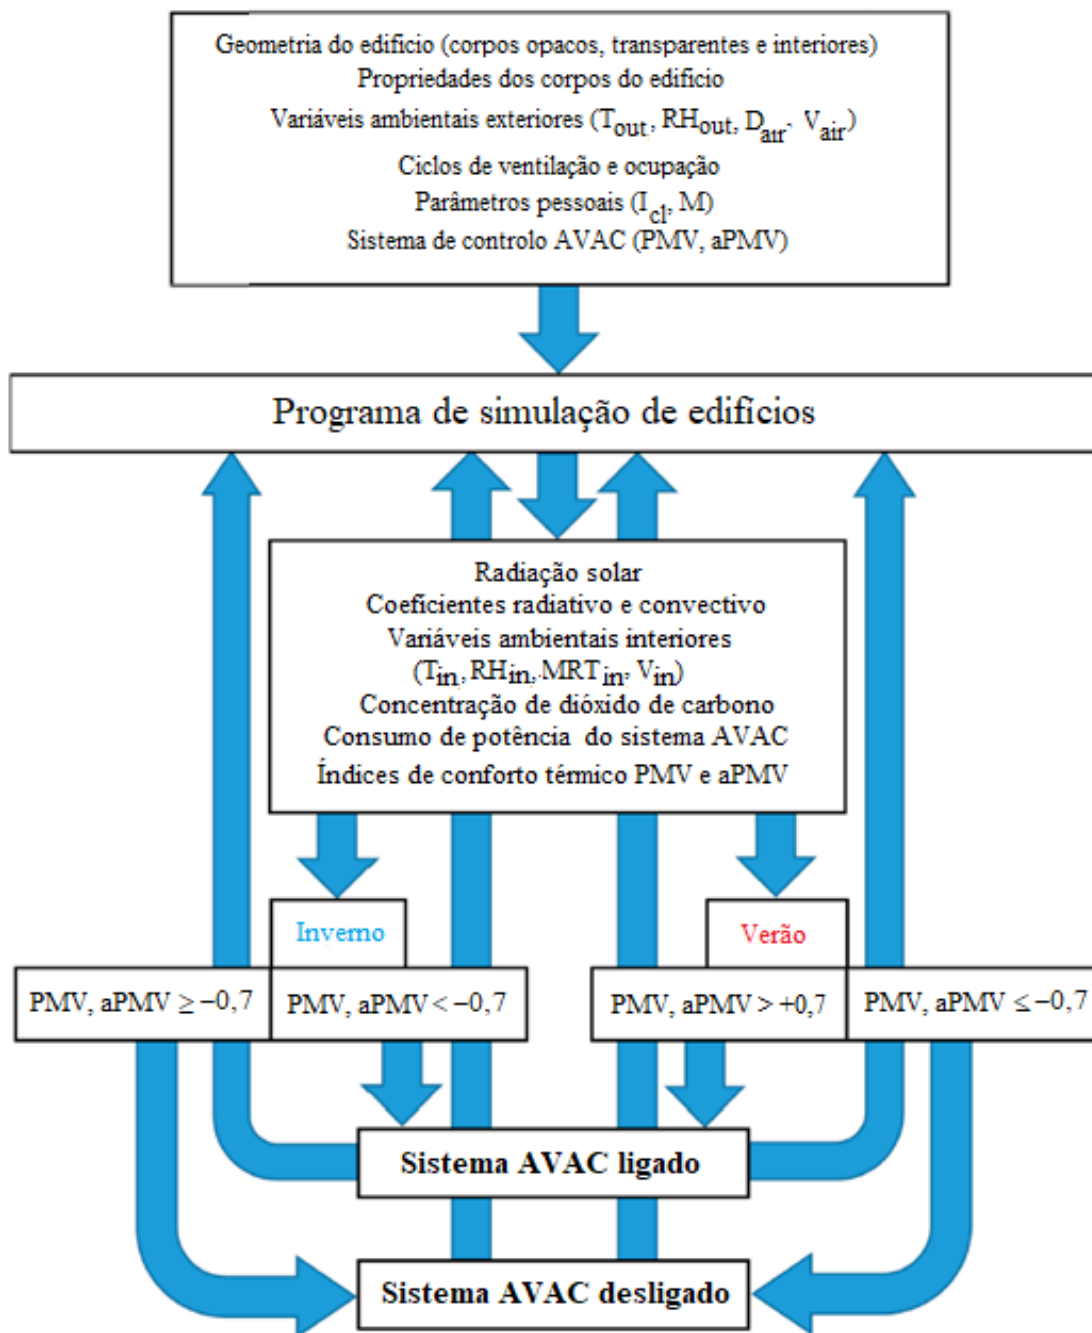 Geometria do edificio (corpos opacos, transparentes e interiores)
Propriedades dos corpos do edificio
Variáveis ambientais exteriores (Tout, RHout, Dair, Vair)
Ciclos de ventilação e ocupação
Parâmetros pessoais (Icl, M)
Sistema de controlo AVAC (PMV, aPMV)
Programa de simulação de edifícios
Radiação solar
Coeficientes radiativo e convectivo
Variáveis ambientais interiores
(Tin, RHin, MRTin, Vin)
Concentração de dióxido de carbono
Consumo de potência do sistema AVAC
Índices de conforto térmico PMV e aPMV
Inverno
Verão
PMV, aPMV ≥ −0,7
PMV, aPMV < −0,7
PMV, aPMV > +0,7
PMV, aPMV ≤ −0,7
Sistema AVAC ligado
Sistema AVAC desligado